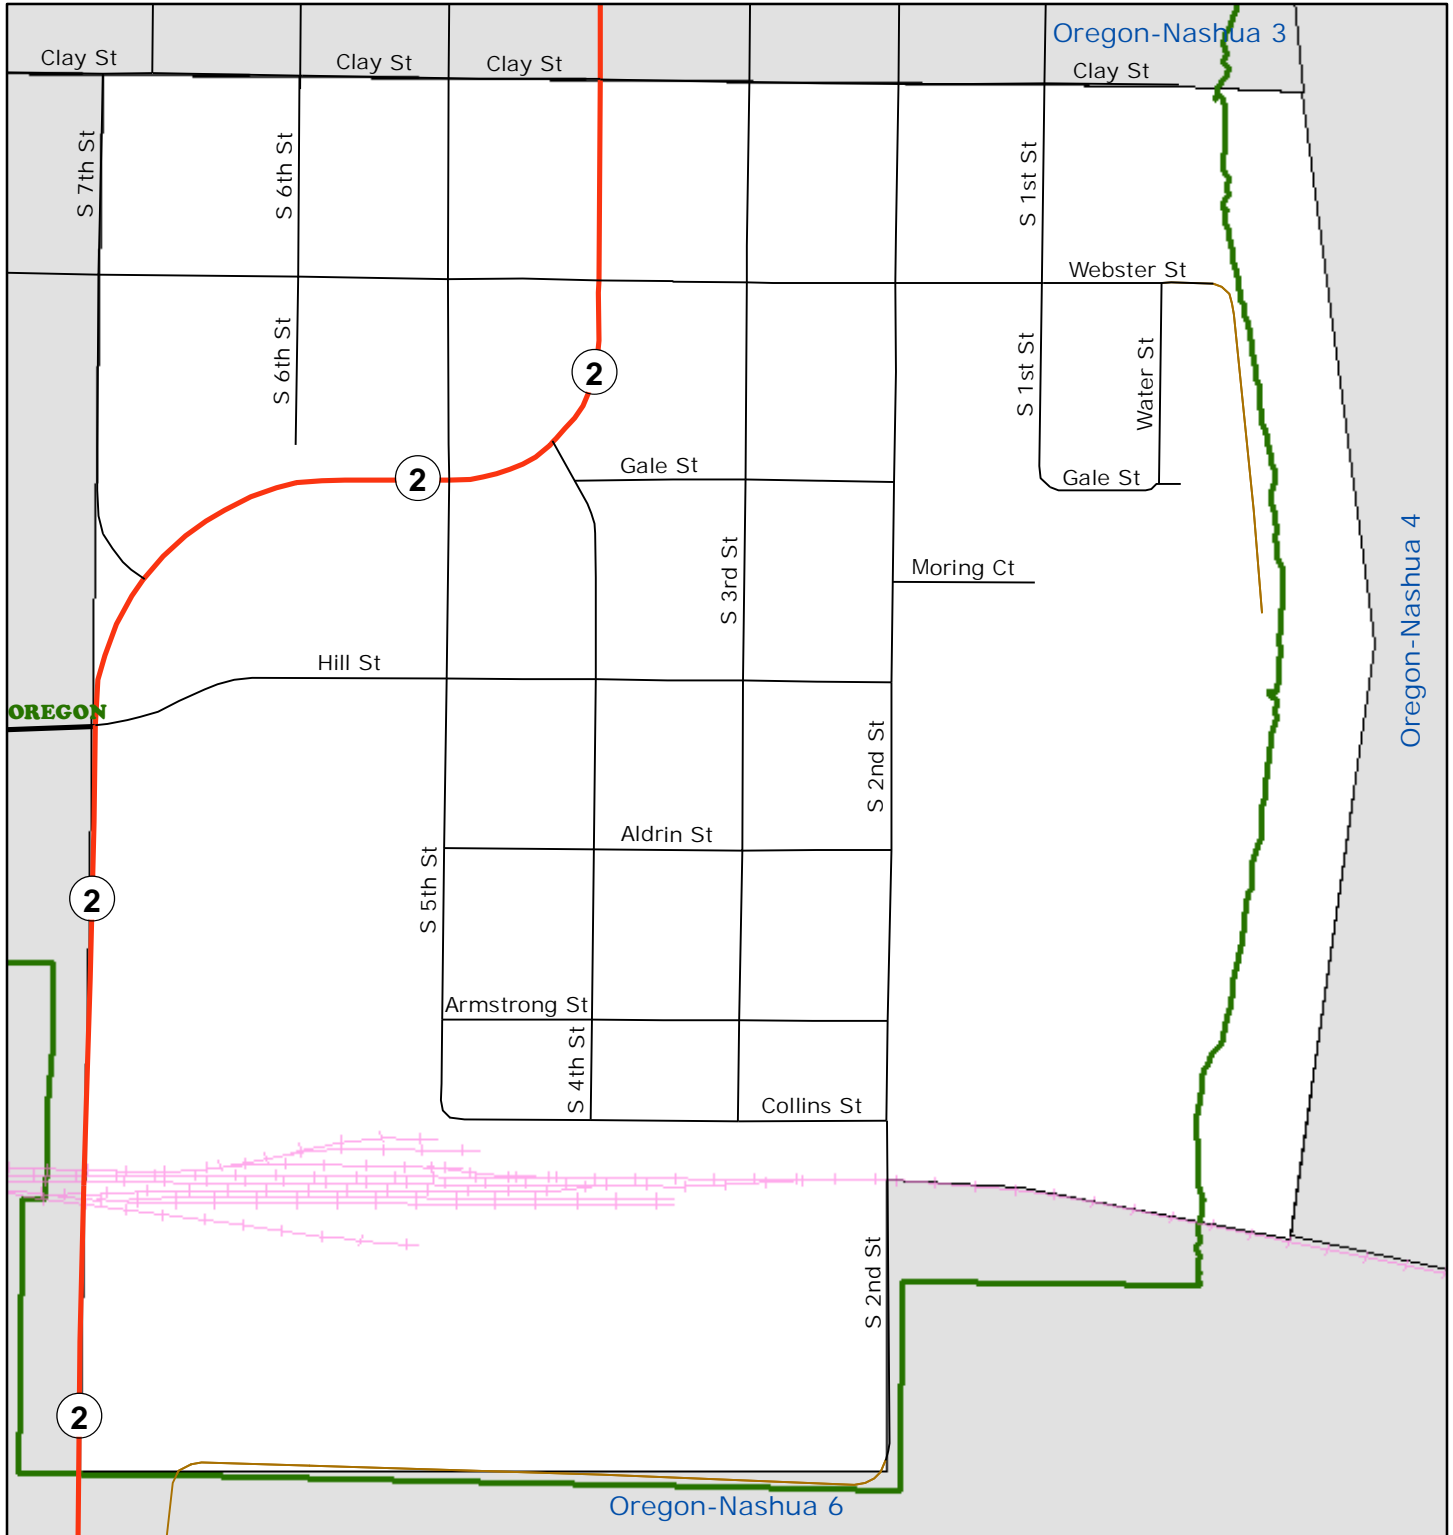 Oregon-Nashua 3
Clay St
Clay St
Clay St
Clay St
S 7th St
S 6th St
S 1st St
Webster St
S 6th St
S 1st St
Water St
2
2
Gale St
Gale St
S 3rd St
Moring Ct
Oregon-Nashua 4
Hill St
OREGON
S 2nd St
Aldrin St
S 5th St
2
Armstrong St
S 4th St
Collins St
S 2nd St
2
Oregon-Nashua 6